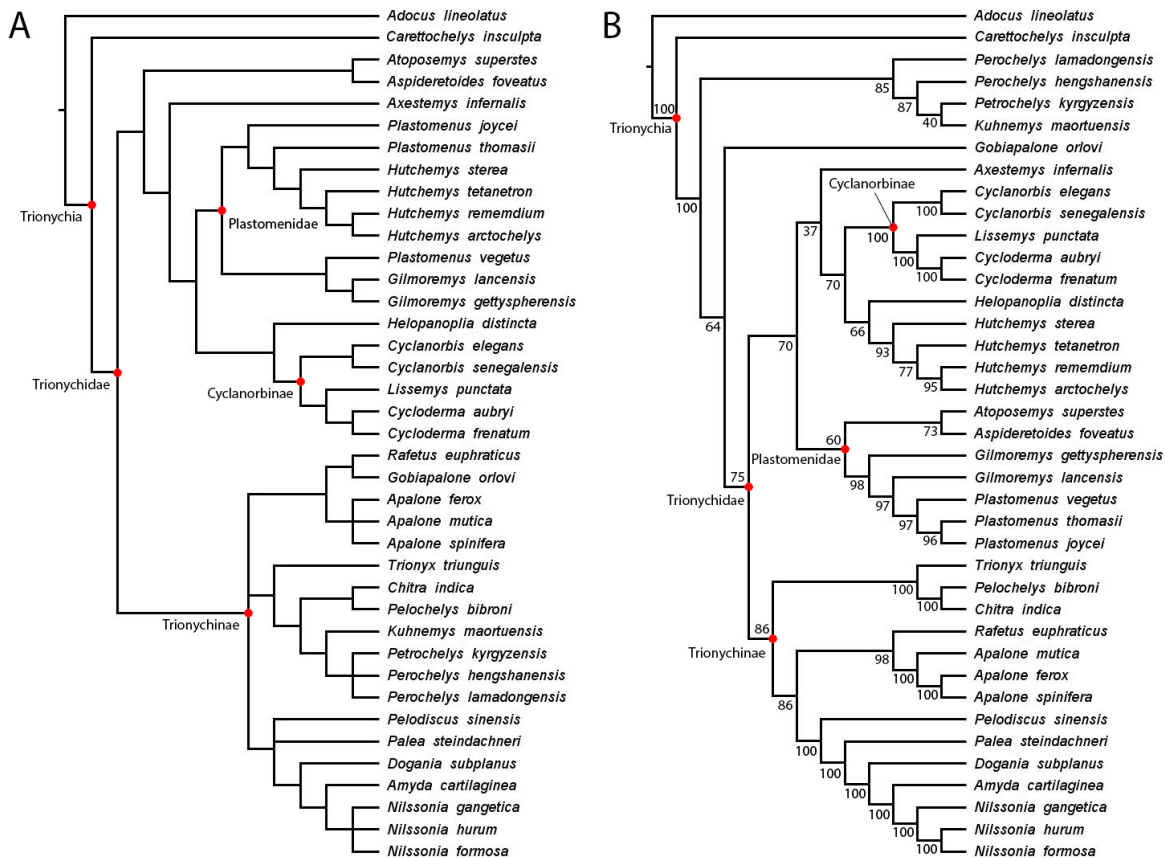 A
Adocus lineolatus
Carettochelys insculpta
Atoposemys superstes
Aspideretoides foveatus
Axestemys infernalis
Plastomenus joycei
Plastomenus thomasii
Hutchemys sterea
Hutchemys tetanetron
Hutchemys rememdium
Hutchemys arctochelys
Plastomenus vegetus
Gilmoremys lancensis
Gilmoremys gettyspherensis
Helopanoplia distincta
Cyclanorbis elegans
Cyclanorbis senegalensis
Lissemys punctata
Cycloderma aubryi
Cycloderma frenatum
Rafetus euphraticus
Gobiapalone orlovi
Apalone ferox
Apalone mutica
Apalone spinifera
Trionyx triunguis
Chitra indica
Pelochelys bibroni
Kuhnemys maortuensis
Petrochelys kyrgyzensis
Perochelys hengshanensis
Perochelys lamadongensis
Pelodiscus sinensis
Palea steindachneri
Dogania subplanus
Amyda cartilaginea
Nilssonia gangetica
Nilssonia hurum
Nilssonia formosa
Trionychia
Plastomenidae
Trionychidae
Cyclanorbinae
Trionychinae
B
Adocus lineolatus
Carettochelys insculpta
Perochelys lamadongensis
Perochelys hengshanensis
Petrochelys kyrgyzensis
Kuhnemys maortuensis
Gobiapalone orlovi
Axestemys infernalis
Cyclanorbis elegans
Cyclanorbis senegalensis
Lissemys punctata
Cycloderma aubryi
Cycloderma frenatum
Helopanoplia distincta
Hutchemys sterea
Hutchemys tetanetron
Hutchemys rememdium
Hutchemys arctochelys
Atoposemys superstes
Aspideretoides foveatus
Gilmoremys gettyspherensis
Gilmoremys lancensis
Plastomenus vegetus
Plastomenus thomasii
Plastomenus joycei
Trionyx triunguis
Pelochelys bibroni
Chitra indica
Rafetus euphraticus
Apalone mutica
Apalone ferox
Apalone spinifera
Pelodiscus sinensis
Palea steindachneri
Dogania subplanus
Amyda cartilaginea
Nilssonia gangetica
Nilssonia hurum
Nilssonia formosa
85
100
87
40
Trionychia
Cyclanorbinae
100
100
37
100
100
100
70
64
66
93
70
77
95
60
73
Plastomenidae
75
98
Trionychidae
97
97
96
100
100
86
Trionychinae
98
100
100
86
100
100
100
100
100
100